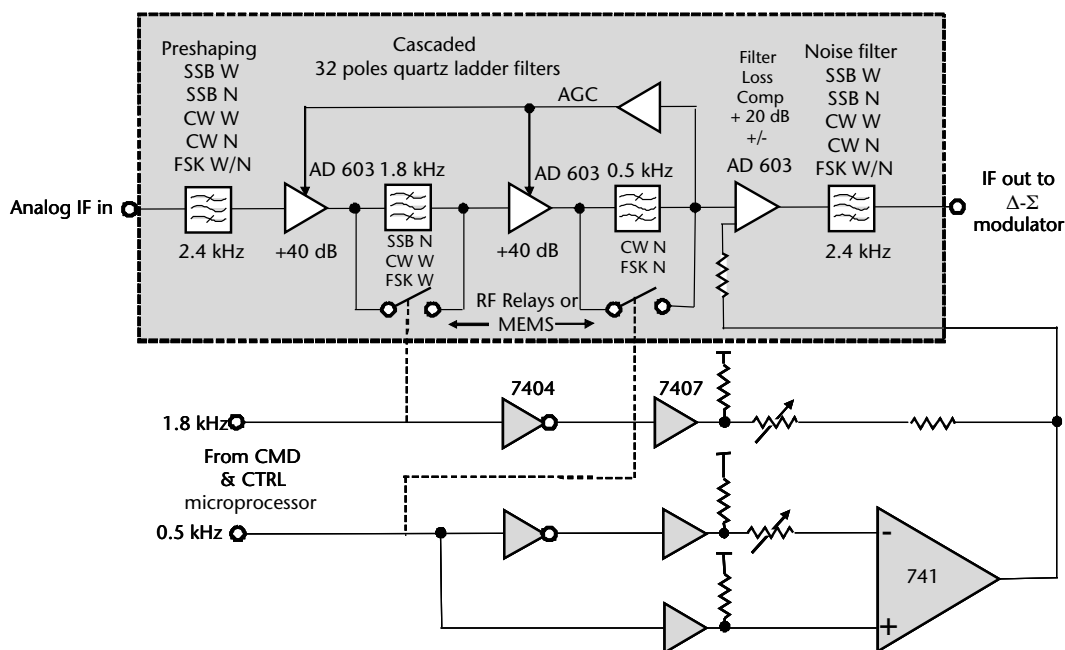 Preshaping
SSB W
SSB N
CW W
CW N
FSK W/N
2.4 kHz
Cascaded
32 poles quartz ladder filters
AGC
Filter
Loss
Comp
+ 20 dB
+/-
AD 603
Noise filter
SSB W
SSB N
CW W
CW N
FSK W/N
2.4 kHz
Analog IF in
AD 603
+40 dB
1.8 kHz
SSB N
CW W
FSK W
AD 603
+40 dB
0.5 kHz
CW N
FSK N
RF Relays or
MEMS
IF out to
Δ-Σ
modulator
7404
7407
1.8 kHz
From CMD
& CTRL
microprocessor
0.5 kHz
-
741
+